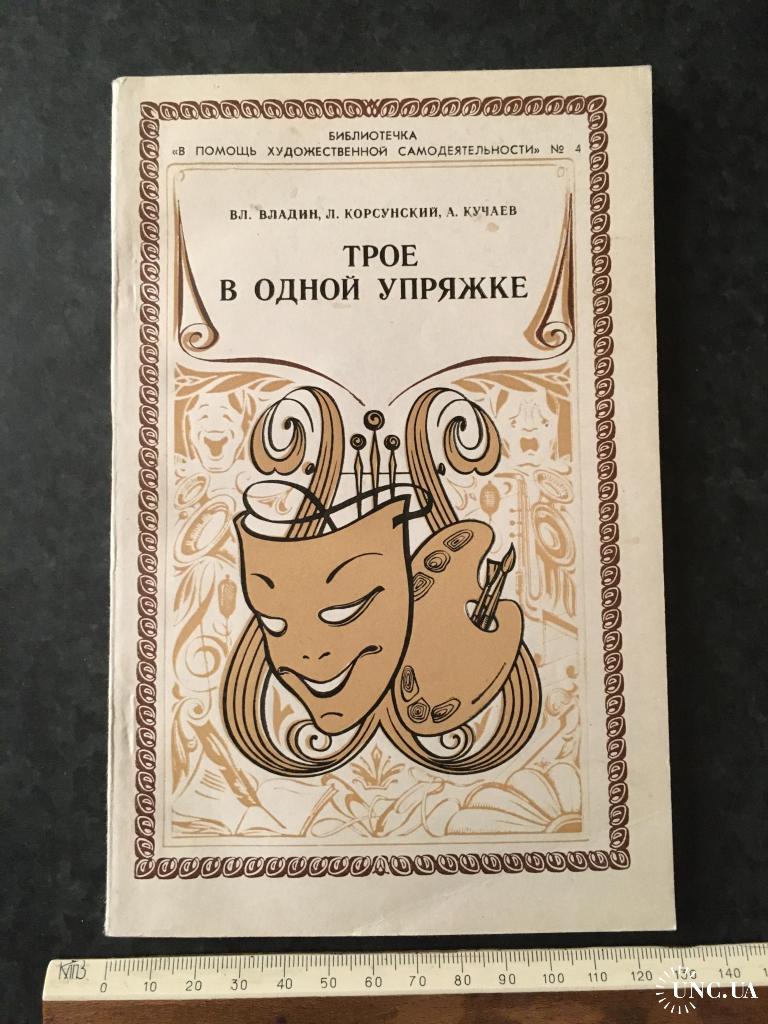 БИБЛИОТЕЧКА
«В ПОМОЩЬ ХУДОЖЕСТВЕННОЙ САМОДЕЯТЕЛЬНОСТИ» № 4
ВЛ. ВЛАДИН, Л. КОРСУНСКИЙ, А. КУЧАЕВ
ТРОЕ
В ОДНОЙ УПРЯЖКЕ
0 10 20 30 40 50 60 70 80 90 100 110 120 130 140
UNC.UA